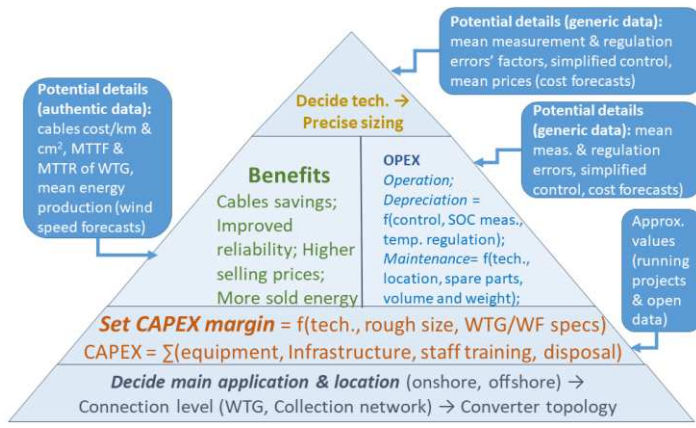 Potential details (generic data):
mean measurement & regulation
errors' factors, simplified control,
mean prices (cost forecasts)
Potential details
(authentic data):
cables cost/km &
cm², MTTF &
MTTR of WTG,
mean energy
production (wind
speed forecasts)
Decide tech. →
Precise sizing
Potential details
(generic data): mean
meas. & regulation
errors, simplified
control, cost forecasts)
Benefits
Cables savings;
Improved
reliability; Higher
selling prices;
More sold energy
OPEX
Operation;
Depreciation =
f(control, SOC meas.,
temp. regulation);
Maintenance= f(tech.,
location, spare parts,
volume and weight);
Approx.
values
(running
projects
& open
data)
Set CAPEX margin = f(tech., rough size, WTG/WF specs)
CAPEX = ∑(equipment, Infrastructure, staff training, disposal)
Decide main application & location (onshore, offshore) →
Connection level (WTG, Collection network) → Converter topology